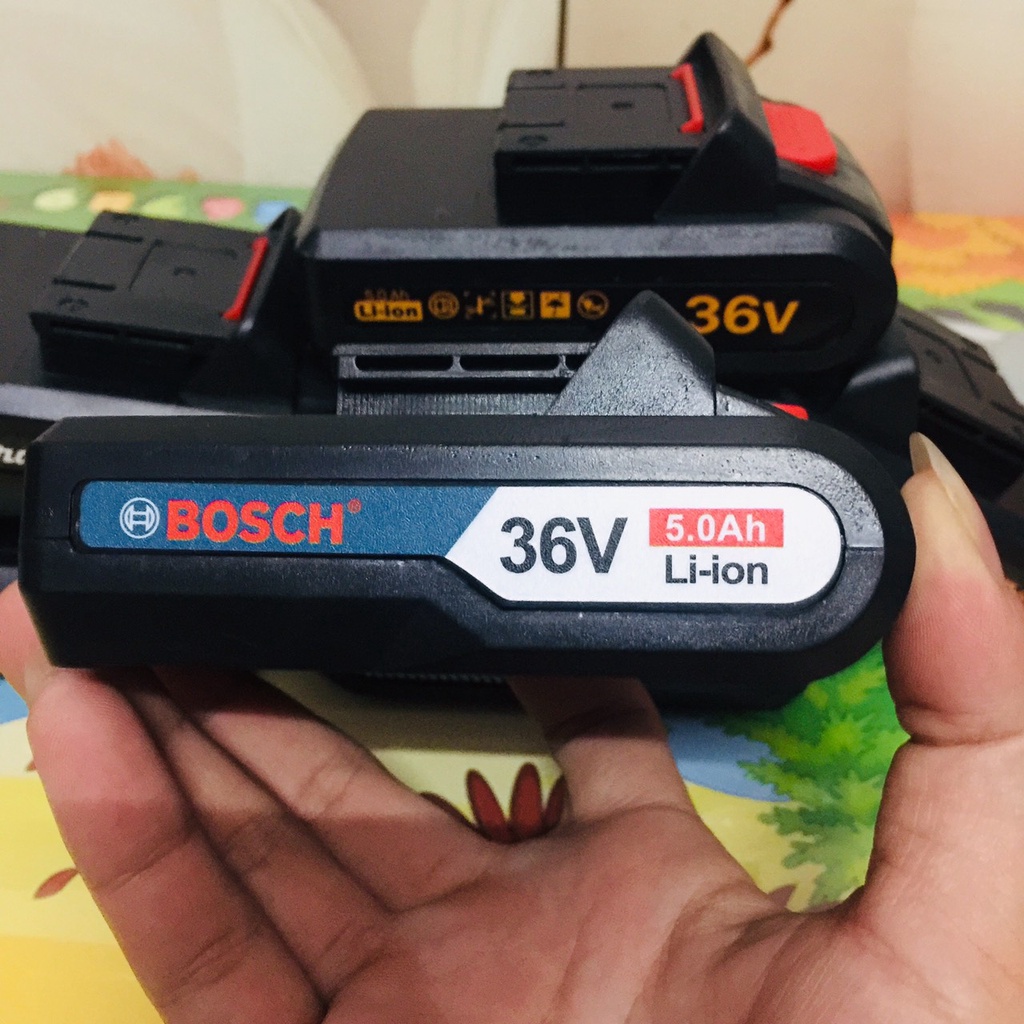 5.0Ah
Li-ion
36V
BOSCH®
36V
5.0Ah
Li-ion